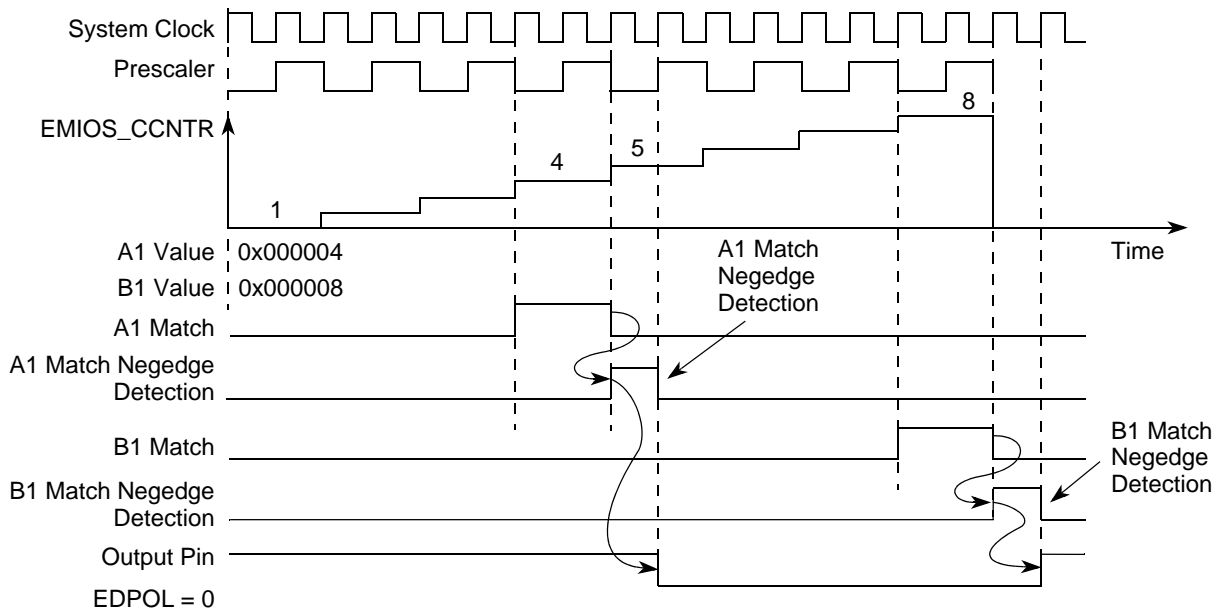 System Clock
Prescaler
8
EMIOS_CCNTR
5
4
1
A1 Value 0x000004
A1 Match
Negedge
Detection
Time
B1 Value 0x000008
A1 Match
A1 Match Negedge
Detection
B1 Match
B1 Match
Negedge
Detection
B1 Match Negedge
Detection
Output Pin
EDPOL = 0